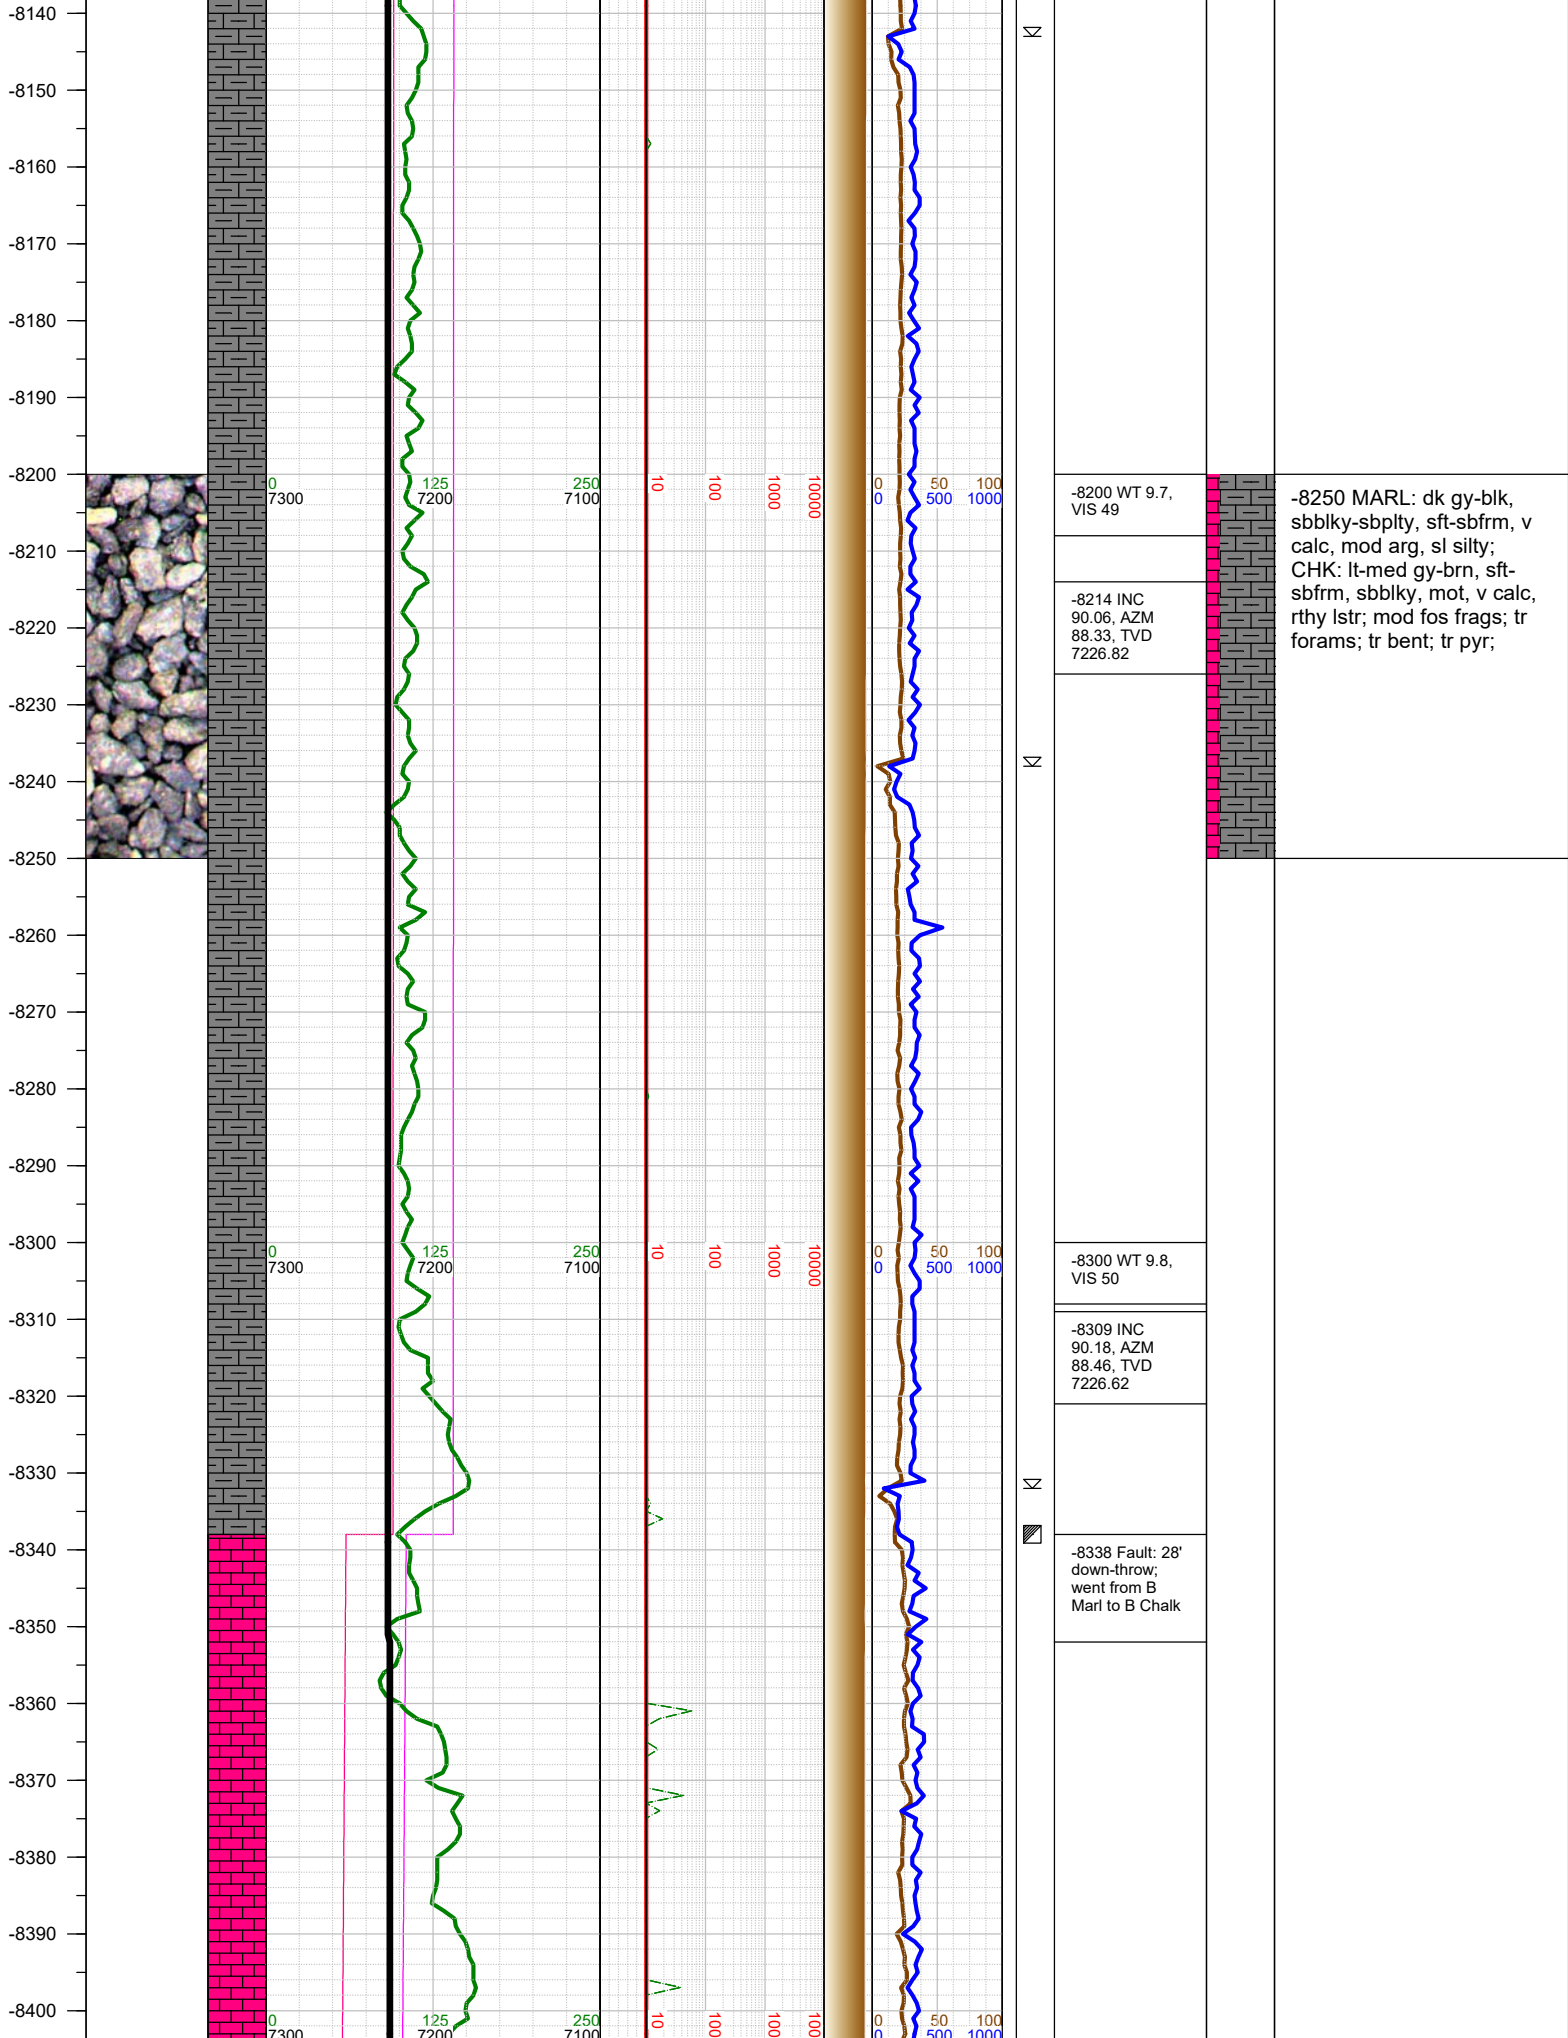 -8140
-8150
-8160
-8170
-8180
-8190
-8200
0 125 250 10 100 1000 10000 0 50 100
7300 7200 7100 0 500 1000
-8200 WT 9.7,
VIS 49
-8250 MARL: dk gy-blk,
sbblky-sbplty, sft-sbfrm, v
calc, mod arg, sl silty;
CHK: lt-med gy-brn, sft-
sbfrm, sbblky, mot, v calc,
rthy lstr; mod fos frags; tr
forams; tr bent; tr pyr;
-8210
-8214 INC
90.06, AZM
88.33, TVD
7226.82
-8220
-8230
-8240
-8250
-8260
-8270
-8280
-8290
-8300
0 125 250 10 100 1000 10000 0 50 100
7300 7200 7100 0 500 1000
-8300 WT 9.8,
VIS 50
-8310
-8309 INC
90.18, AZM
88.46, TVD
7226.62
-8320
-8330
-8340
-8338 Fault: 28'
down-throw;
went from B
Marl to B Chalk
-8350
-8360
-8370
-8380
-8390
-8400
0 125 250 10 100 0 50 100
7300 7200 7100 0 500 1000